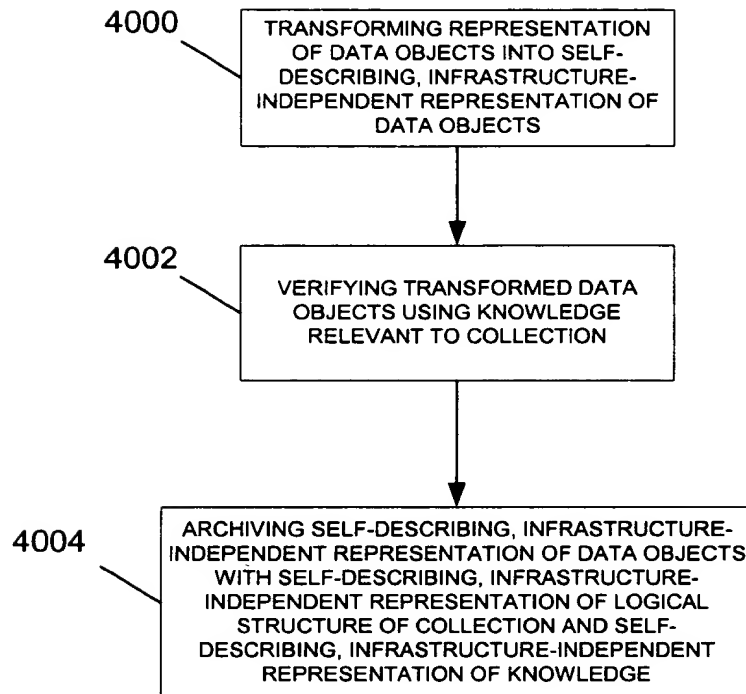 4000
TRANSFORMING REPRESENTATION
OF DATA OBJECTS INTO SELF-
DESCRIBING, INFRASTRUCTURE-
INDEPENDENT REPRESENTATION OF
DATA OBJECTS
4002
VERIFYING TRANSFORMED DATA
OBJECTS USING KNOWLEDGE
RELEVANT TO COLLECTION
4004
ARCHIVING SELF-DESCRIBING, INFRASTRUCTURE-
INDEPENDENT REPRESENTATION OF DATA OBJECTS
WITH SELF-DESCRIBING, INFRASTRUCTURE-
INDEPENDENT REPRESENTATION OF LOGICAL
STRUCTURE OF COLLECTION AND SELF-
DESCRIBING, INFRASTRUCTURE-INDEPENDENT
REPRESENTATION OF KNOWLEDGE